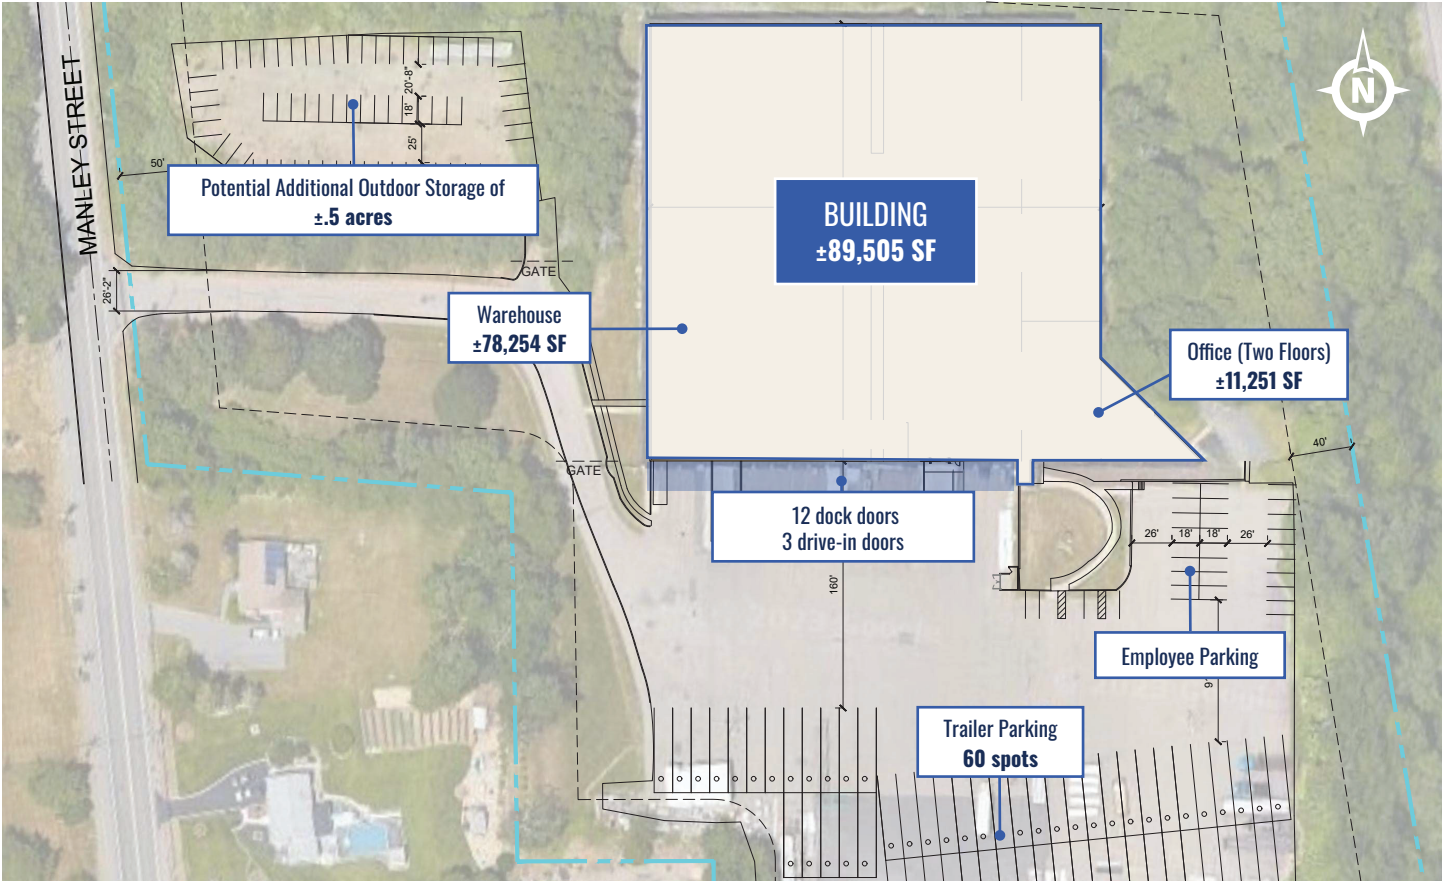 MANLEY STREET
20'-8"
18'
25'
50'
Potential Additional Outdoor Storage of
±.5 acres
26'-2"
GATE
BUILDING
±89,505 SF
N
Warehouse
±78,254 SF
Office (Two Floors)
±11,251 SF
40'
GATE
12 dock doors
3 drive-in doors
160'
26'
18'
18'
26'
Employee Parking
Trailer Parking
60 spots